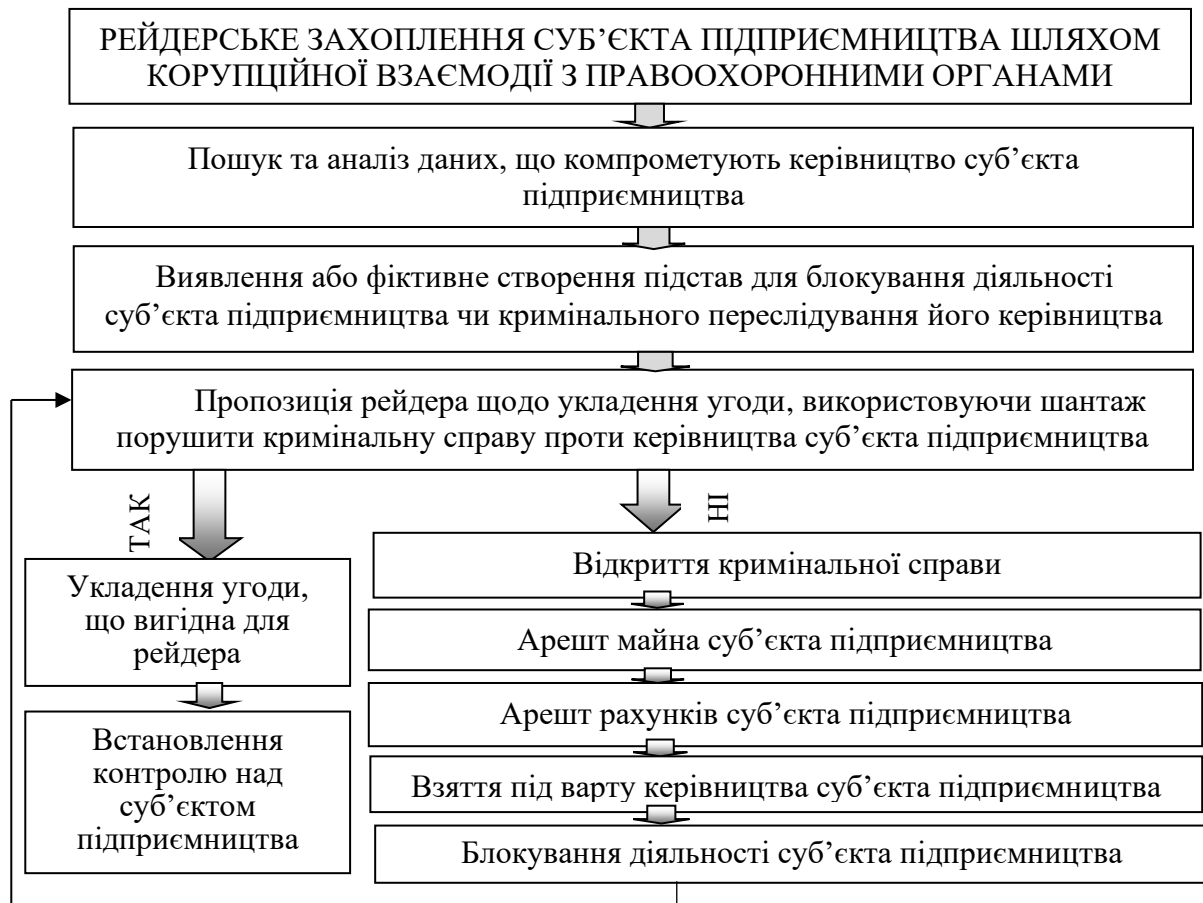 РЕЙДЕРСЬКЕ ЗАХОПЛЕННЯ СУБ’ЄКТА ПІДПРИЄМНИЦТВА ШЛЯХОМ
КОРУПЦІЙНОЇ ВЗАЄМОДІЇ З ПРАВООХОРОННИМИ ОРГАНАМИ
Пошук та аналіз даних, що компрометують керівництво суб’єкта
підприємництва
Виявлення або фіктивне створення підстав для блокування діяльності
суб’єкта підприємництва чи кримінального переслідування його керівництва
Пропозиція рейдера щодо укладення угоди, використовуючи шантаж
порушити кримінальну справу проти керівництва суб’єкта підприємництва
ТАК
НІ
Укладення угоди,
що вигідна для
рейдера
Встановлення
контролю над
суб’єктом
підприємництва
Відкриття кримінальної справи
Арешт майна суб’єкта підприємництва
Арешт рахунків суб’єкта підприємництва
Взяття під варту керівництва суб’єкта підприємництва
Блокування діяльності суб’єкта підприємництва